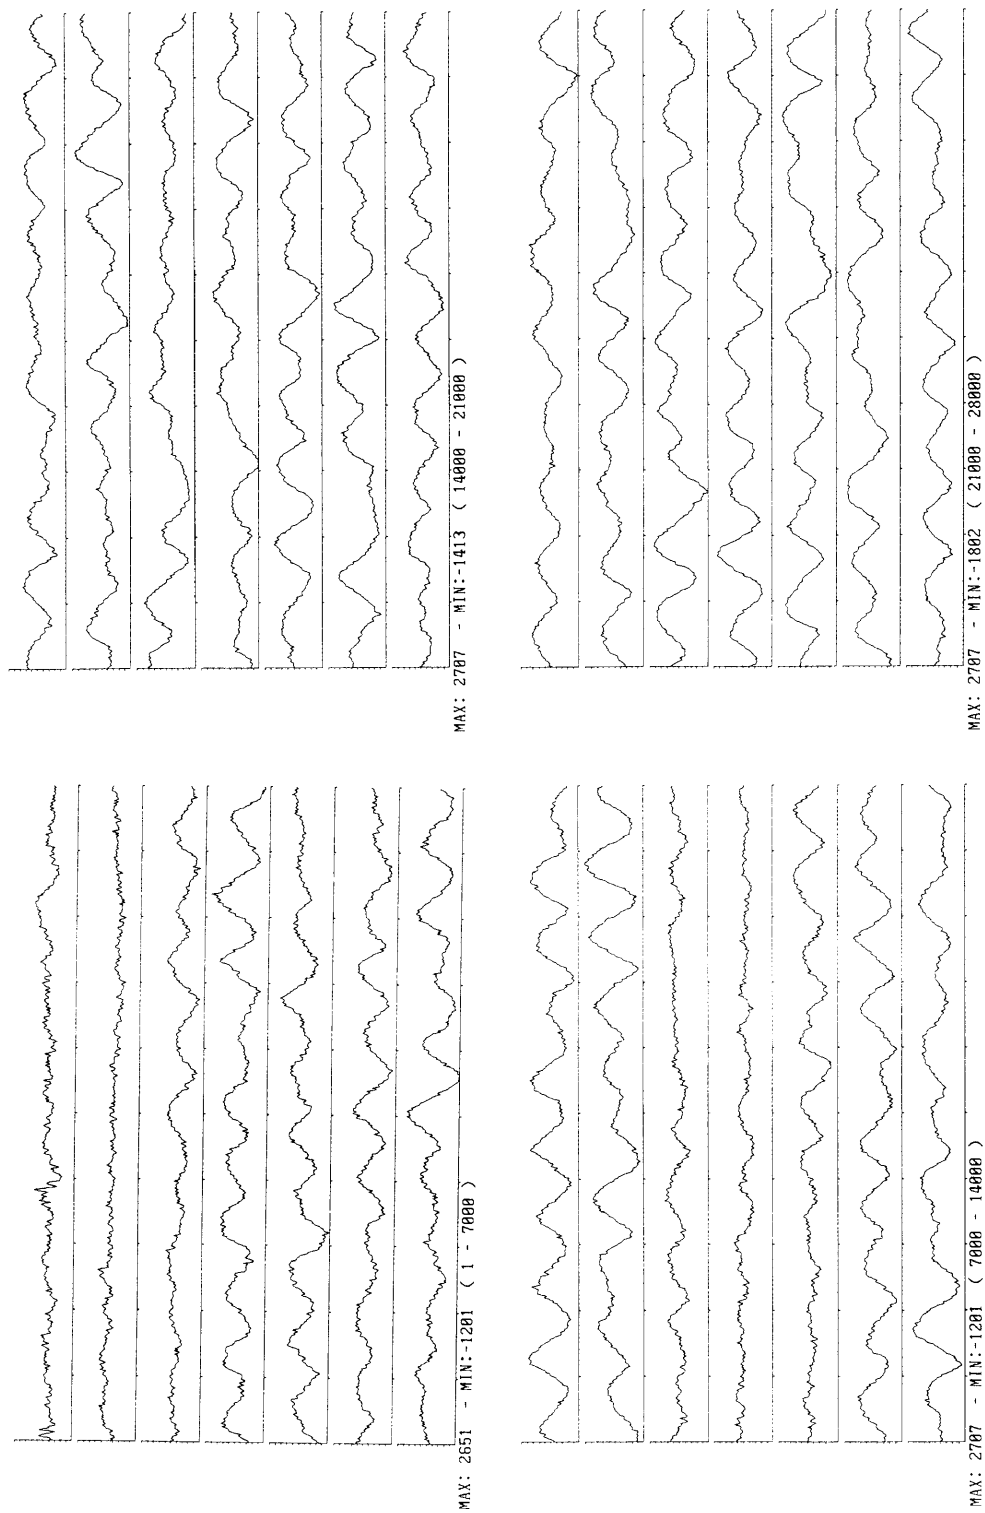 MAX: 2651 - MIN:-1201 ( 1 - 7000 )
MAX: 2707 - MIN:-1201 ( 7000 - 14000 )
MAX: 2707 - MIN:-1413 ( 14000 - 21000 )
MAX: 2707 - MIN:-1802 ( 21000 - 28000 )